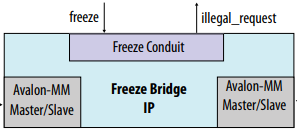 freeze
illegal_request
Freeze Conduit
Avalon-MM
Master/Slave
Freeze Bridge
IP
Avalon-MM
Master/Slave